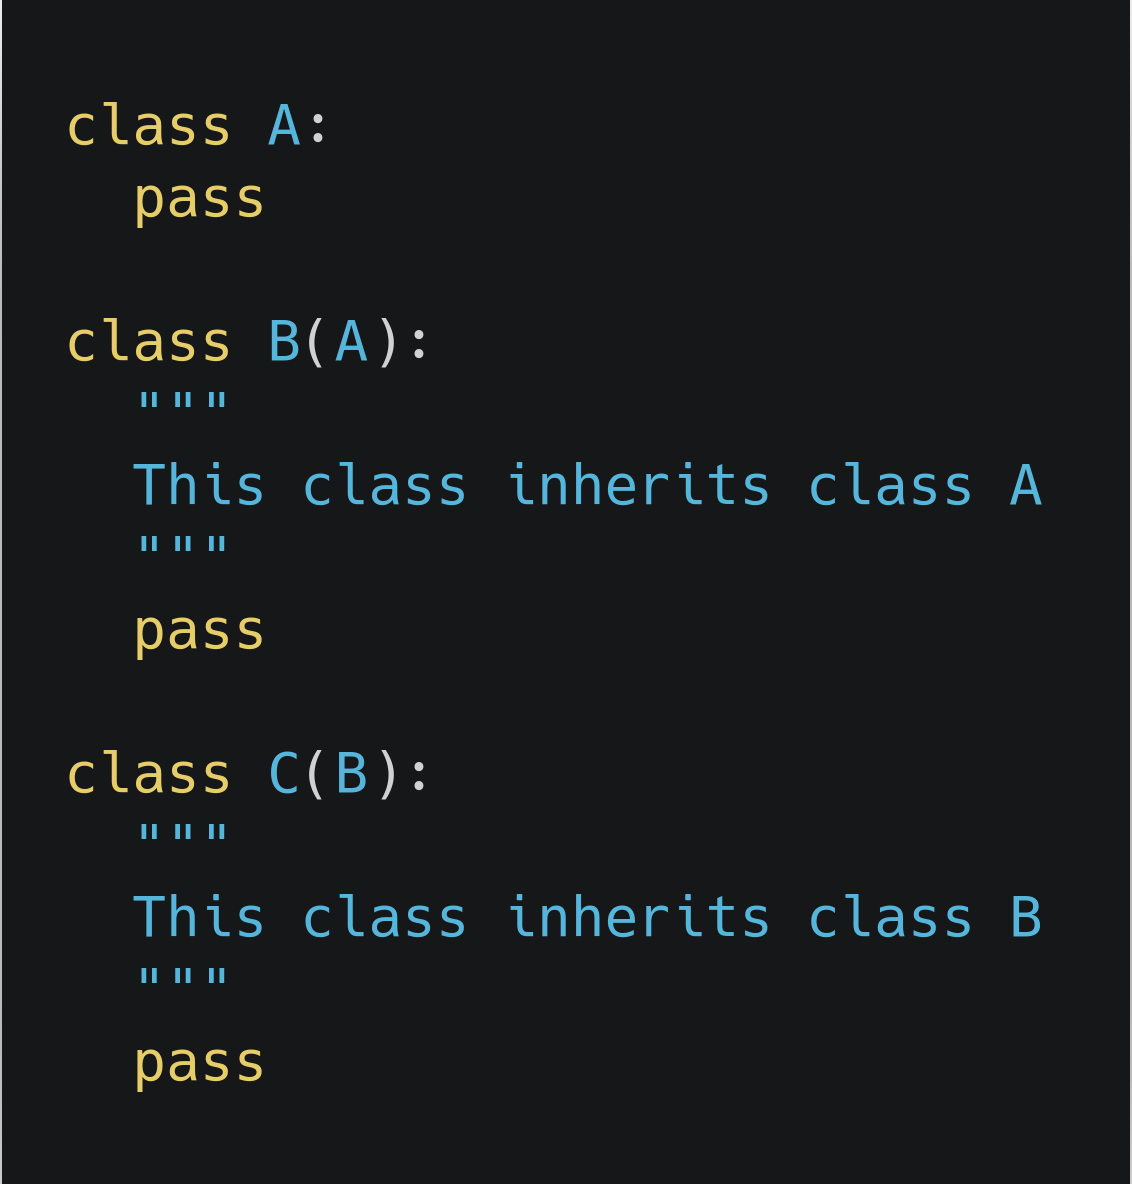 class A:
  pass

class B(A):
  """
  This class inherits class A
  """
  pass

class C(B):
  """
  This class inherits class B
  """
  pass